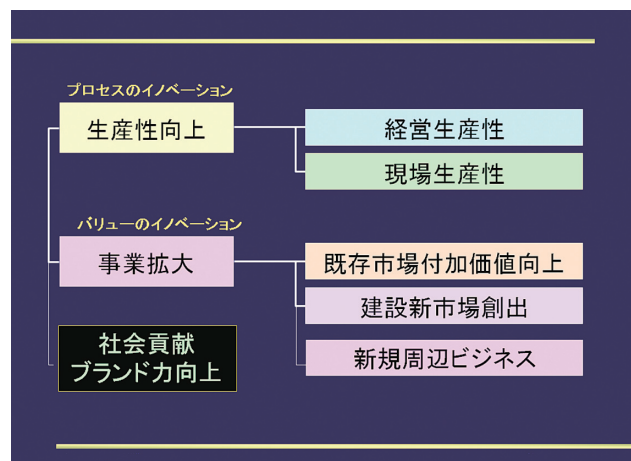 プロセスのイノベーション
生産性向上
経営生産性
現場生産性
バリューのイノベーション
事業拡大
既存市場付加価値向上
建設新市場創出
新規周辺ビジネス
社会貢献
ブランド力向上